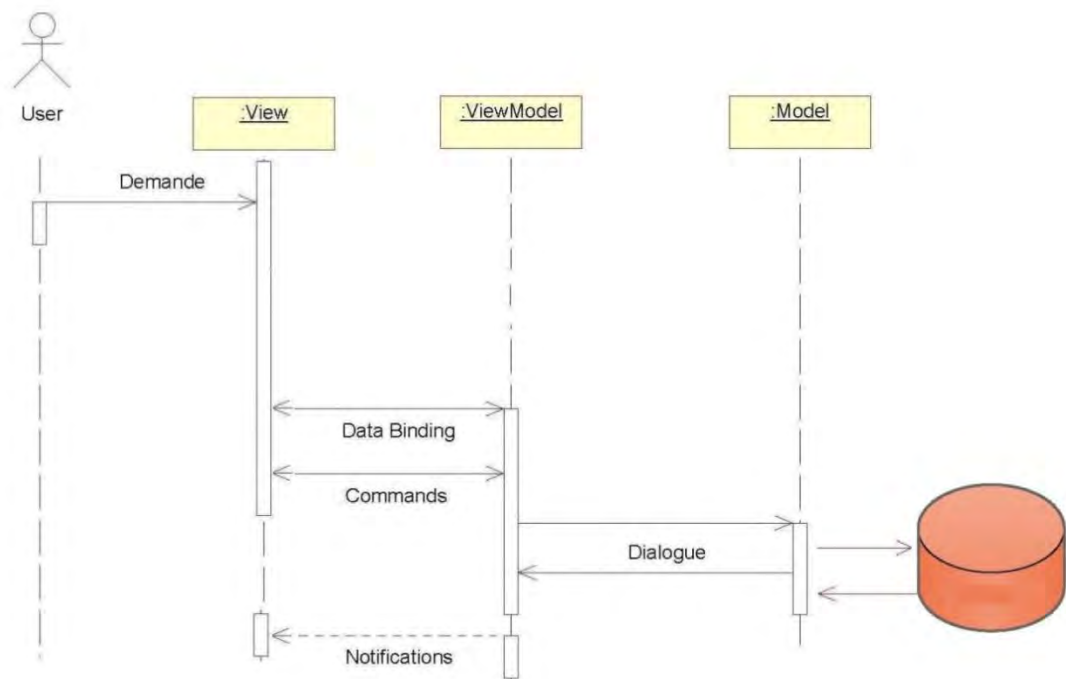 User
:View
:ViewModel
:Model
Demande
Data Binding
Commands
Dialogue
Notifications